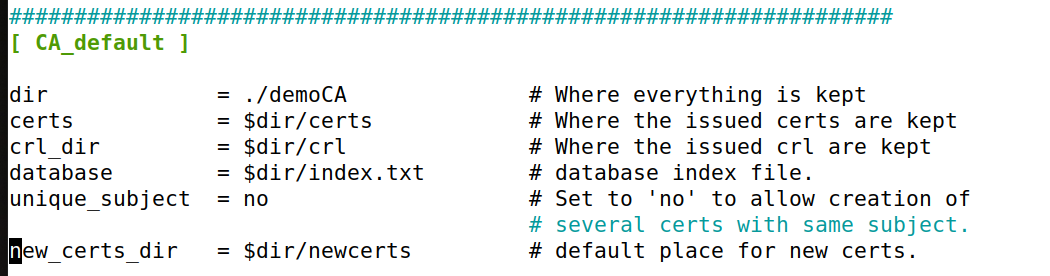 ####################################################################
[ CA_default ]
dir             = ./demoCA              # Where everything is kept
certs           = $dir/certs            # Where the issued certs are kept
crl_dir         = $dir/crl              # Where the issued crl are kept
database        = $dir/index.txt        # database index file.
unique_subject  = no                    # Set to 'no' to allow creation of
                                        # several certs with same subject.
new_certs_dir   = $dir/newcerts         # default place for new certs.